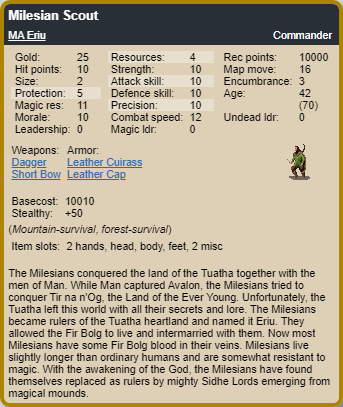 Milesian Scout
MA Eriu Commander
Gold: 25 Resources: 4 Rec points: 10000
Hit points: 10 Strength: 10 Map move: 16
Size: 2 Attack skill: 10 Encumbrance: 3
Protection: 5 Defence skill: 10 Age: 42
Magic res: 11 Precision: 10 (70)
Morale: 10 Combat speed: 12 Undead ldr: 0
Leadership: 0 Magic ldr: 0
Weapons: Armor:
Dagger Leather Cuirass
Short Bow Leather Cap
Basecost: 10010
Stealthy: +50
(Mountain-survival, forest-survival)
Item slots: 2 hands, head, body, feet, 2 misc
The Milesians conquered the land of the Tuatha together with the
men of Man. While Man captured Avalon, the Milesians tried to
conquer Tir na n'Og, the Land of the Ever Young. Unfortunately, the
Tuatha left this world with all their secrets and lore. The Milesians
became rulers of the Tuatha heartland and named it Eriu. They
allowed the Fir Bolg to live and intermarried with them. Now most
Milesians have some Fir Bolg blood in their veins. Milesians live
slightly longer than ordinary humans and are somewhat resistant to
magic. With the awakening of the God, the Milesians have found
themselves replaced as rulers by mighty Sidhe Lords emerging from
magical mounds.